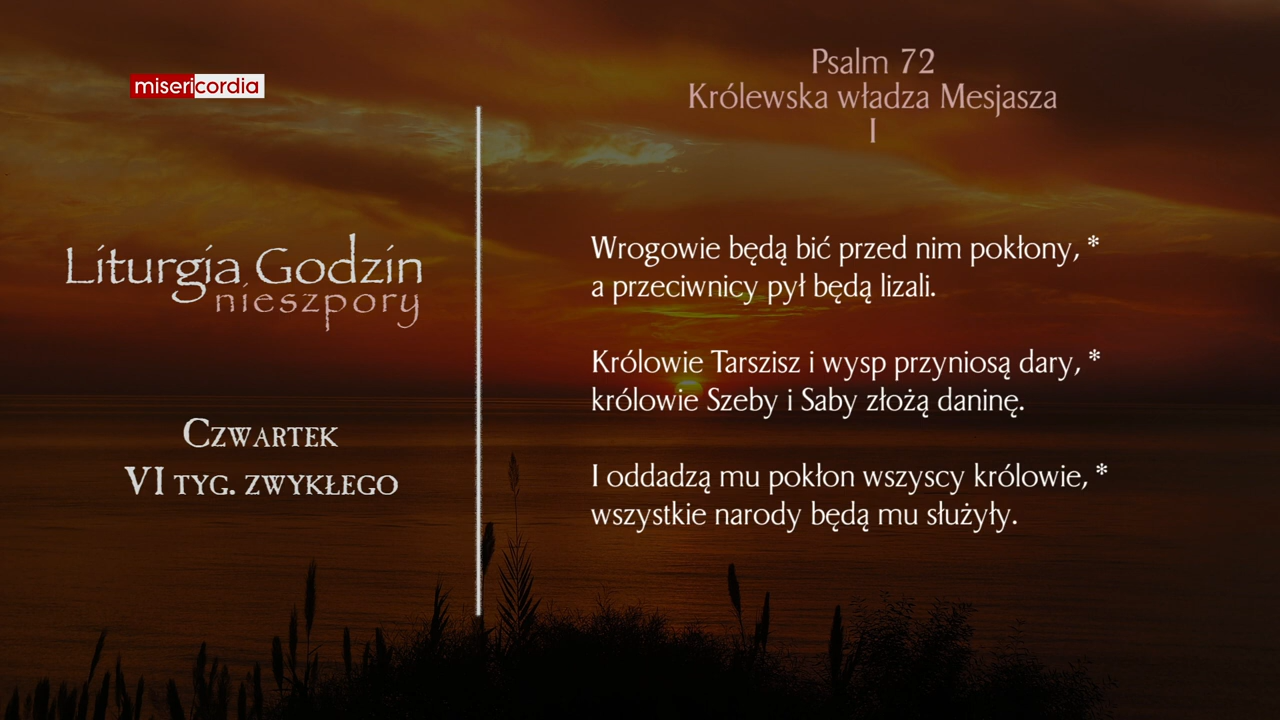 misericordia
Liturgia Godzin
nieszpory
Czwartek
VI tyg. zwykłego
Psalm 72
Królewska władza Mesjasza
I
Wrogowie będą bić przed nim pokłony, *
a przeciwnicy pył będą lizali.
Królowie Tarszisz i wysp przyniosą dary, *
królowie Szeby i Saby złożą daninę.
I oddadzą mu pokłon wszyscy królowie, *
wszystkie narody będą mu służyły.